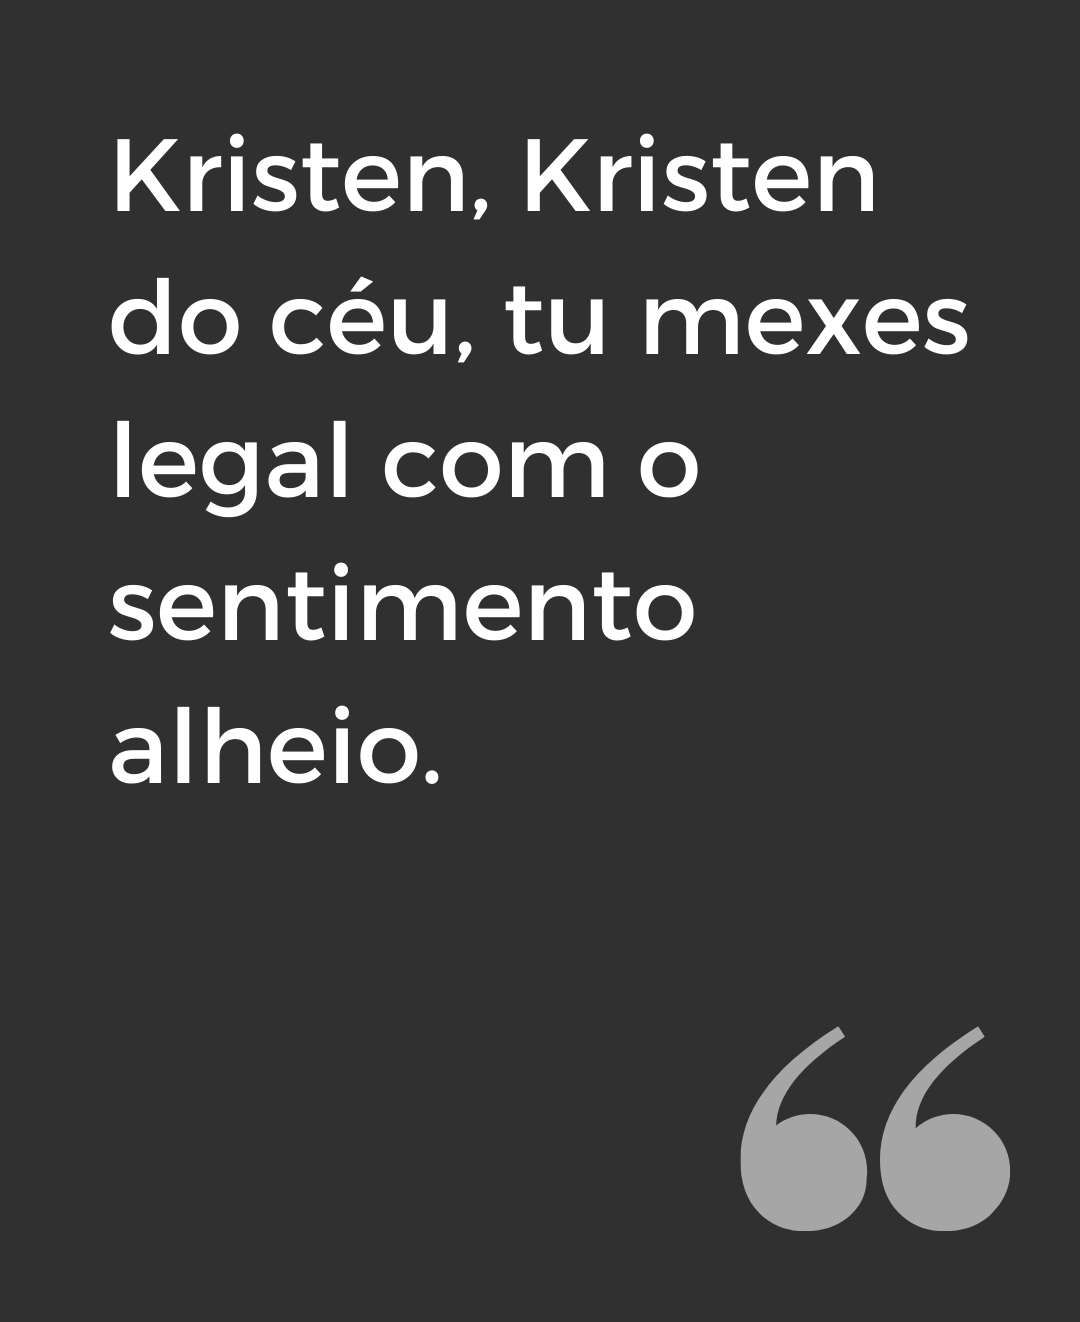 Kristen, Kristen
do céu, tu mexes
legal com o
sentimento
alheio.
“